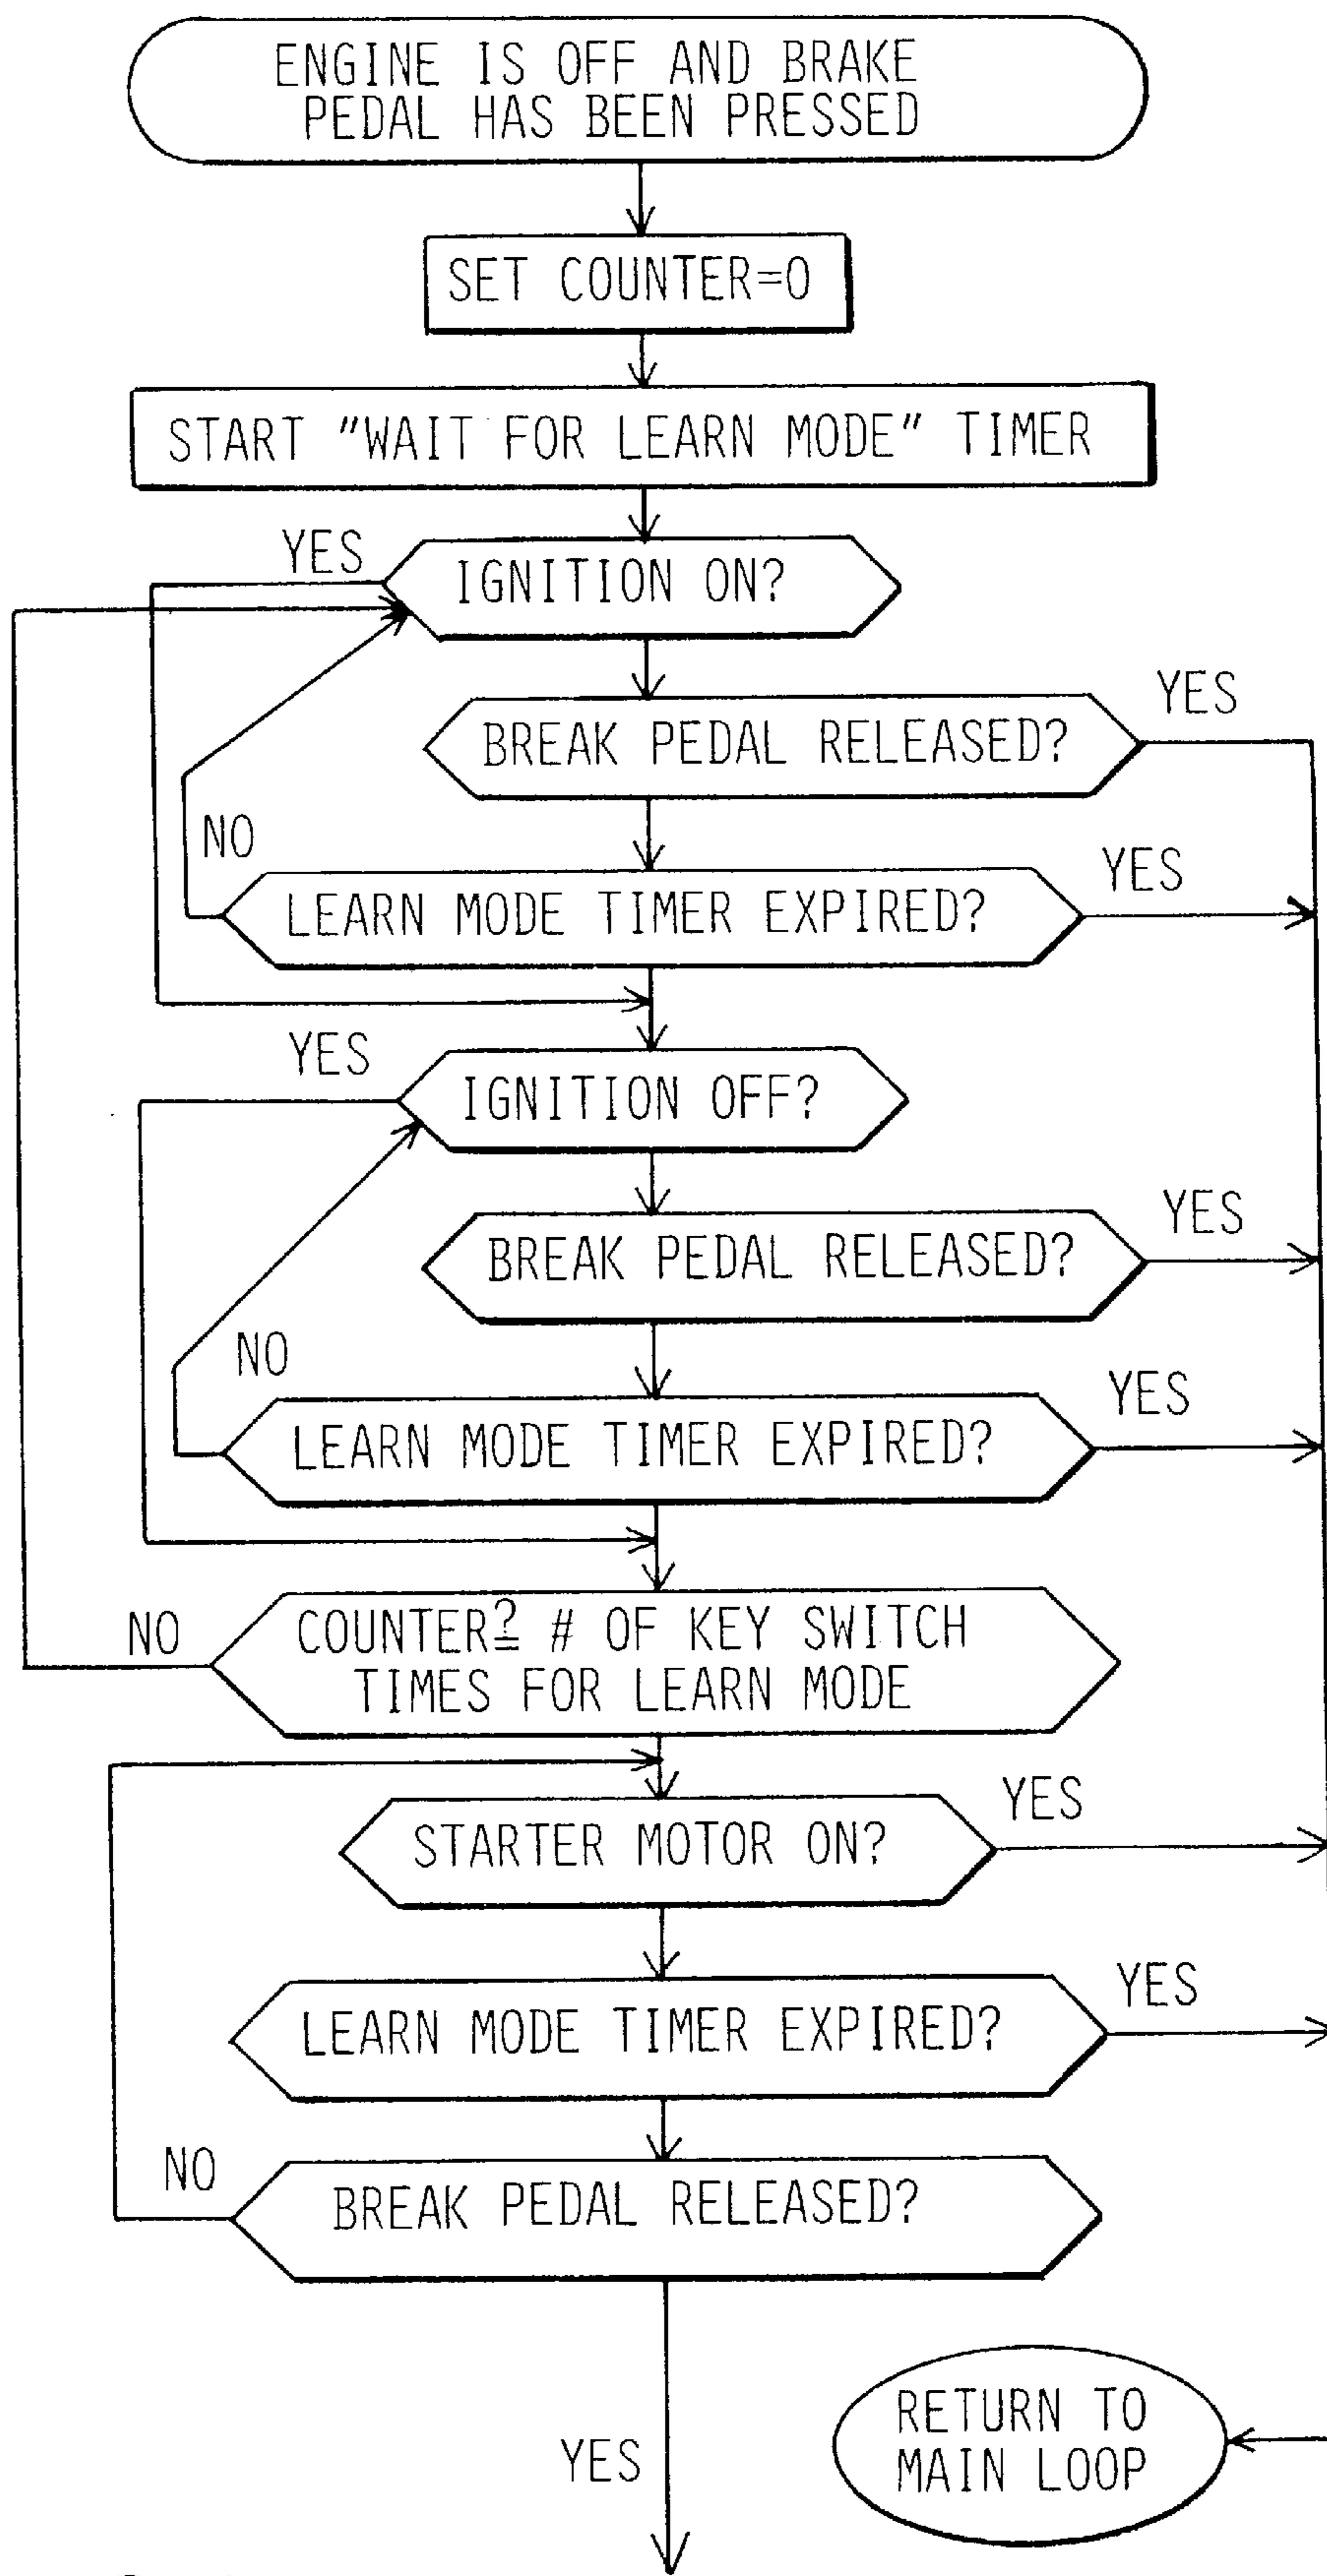 ENGINE IS OFF AND BRAKE
PEDAL HAS BEEN PRESSED
SET COUNTER=0
START "WAIT FOR LEARN MODE" TIMER
YES
IGNITION ON?
YES
BREAK PEDAL RELEASED?
NO
YES
LEARN MODE TIMER EXPIRED?
YES
IGNITION OFF?
YES
BREAK PEDAL RELEASED?
NO
YES
LEARN MODE TIMER EXPIRED?
NO
COUNTER ?= # OF KEY SWITCH
TIMES FOR LEARN MODE
YES
STARTER MOTOR ON?
YES
LEARN MODE TIMER EXPIRED?
NO
BREAK PEDAL RELEASED?
RETURN TO
MAIN LOOP
YES